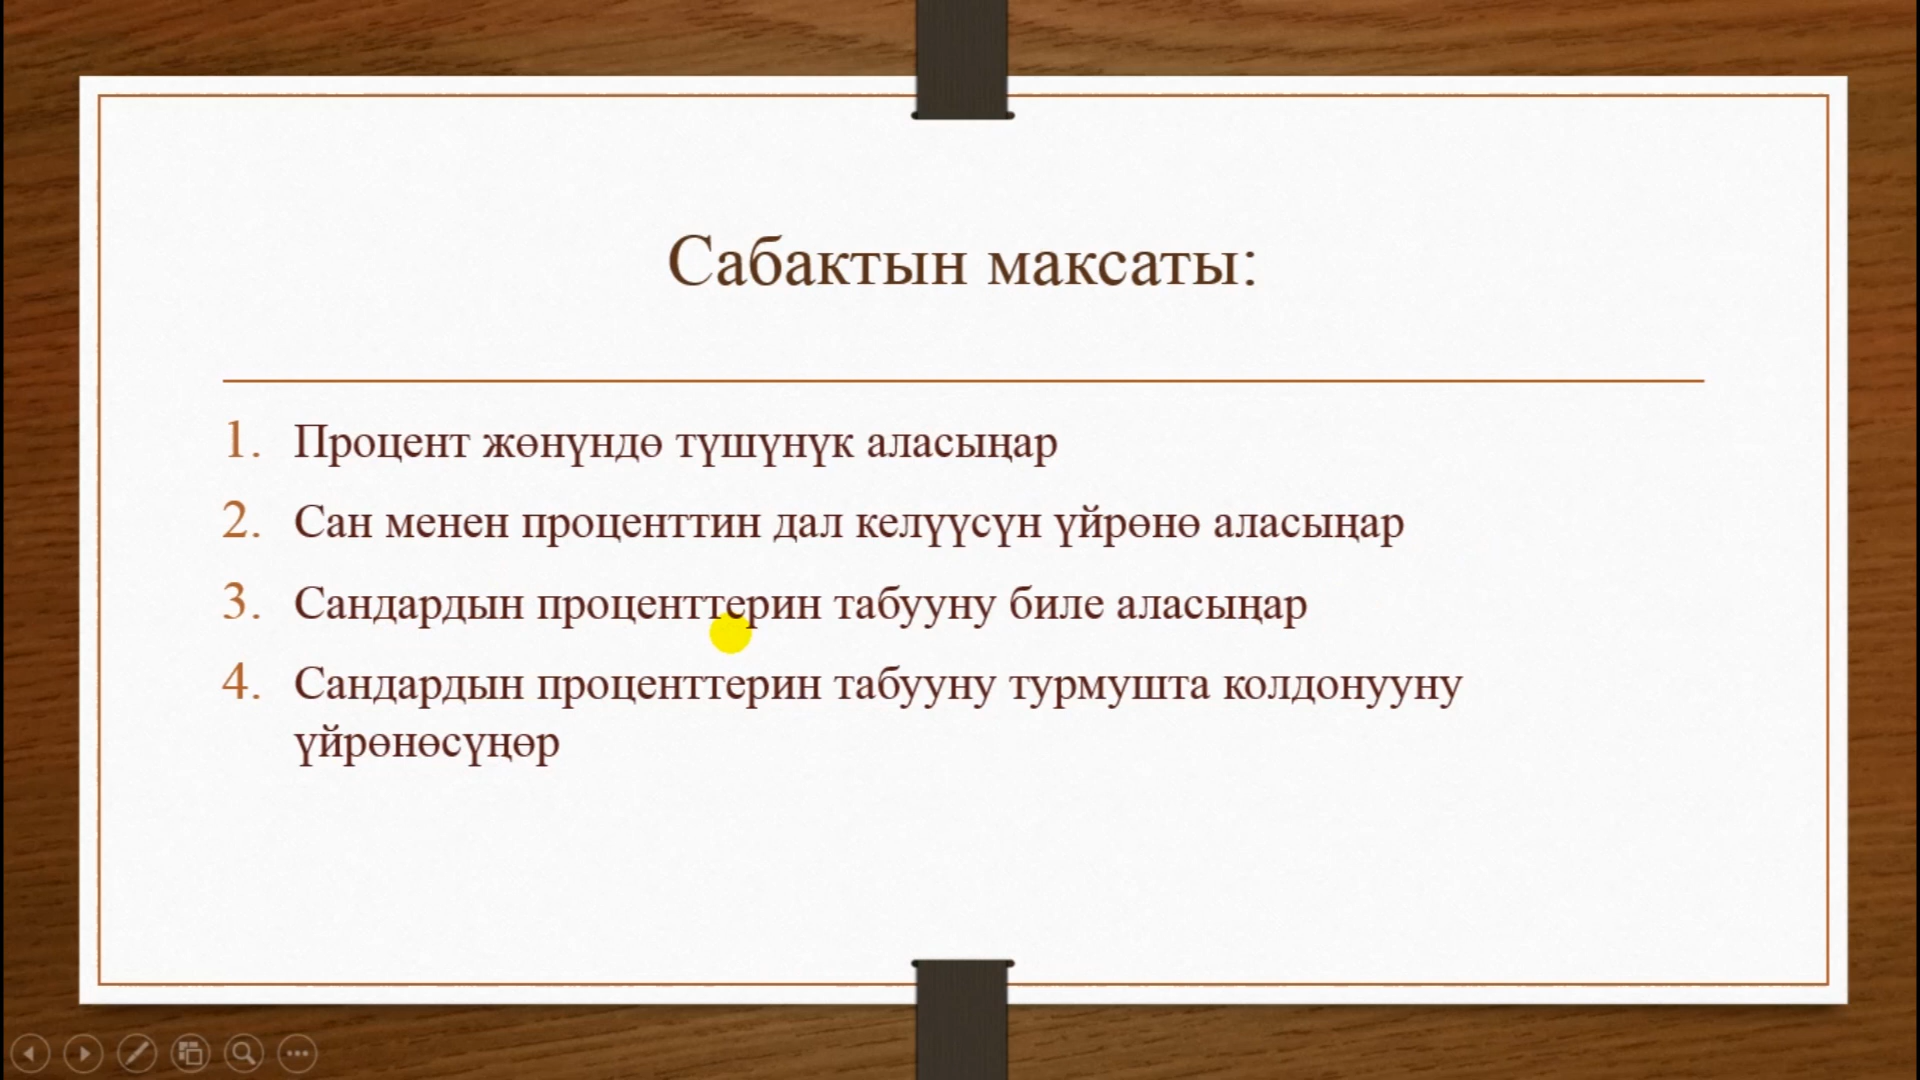 Сабактын максаты:
1. Процент жөнүндө түшүнүк аласыңар
2. Сан менен проценттин дал келүүсүн үйрөнө аласыңар
3. Сандардын проценттерин табууну биле аласыңар
4. Сандардын проценттерин табууну турмушта колдонууну
үйрөнөсүңөр